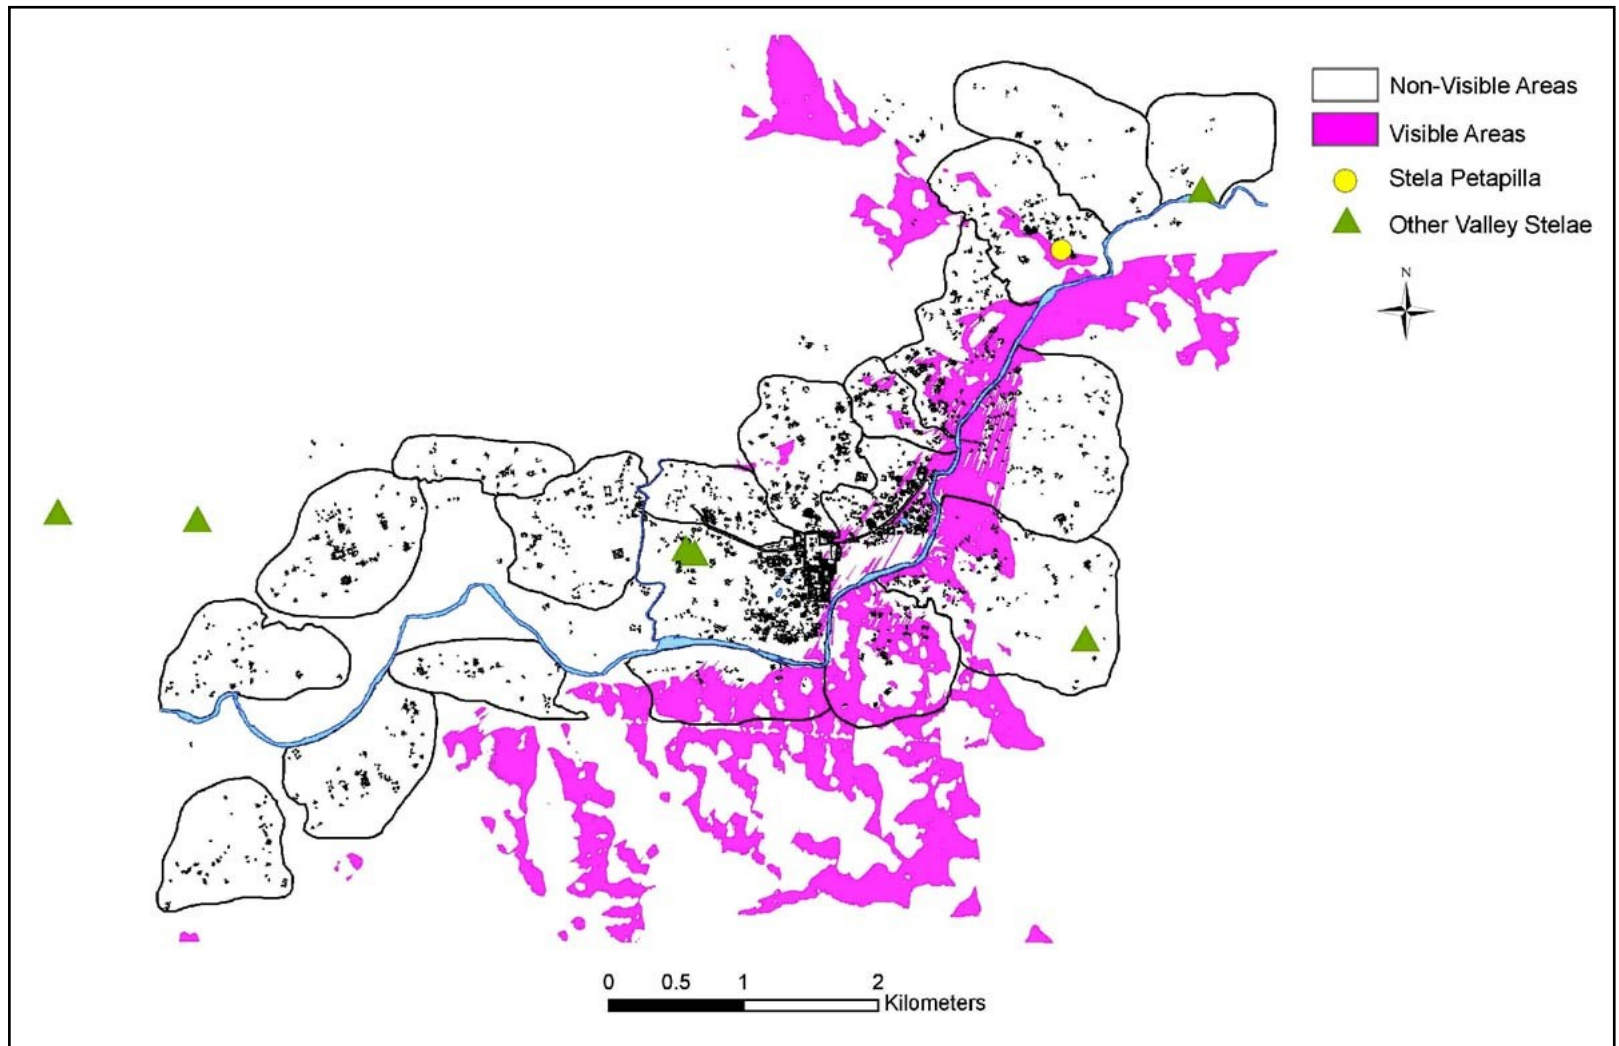 Non-Visible Areas
Visible Areas
Stela Petapilla
Other Valley Stelae
N
0 0.5 1 2
Kilometers